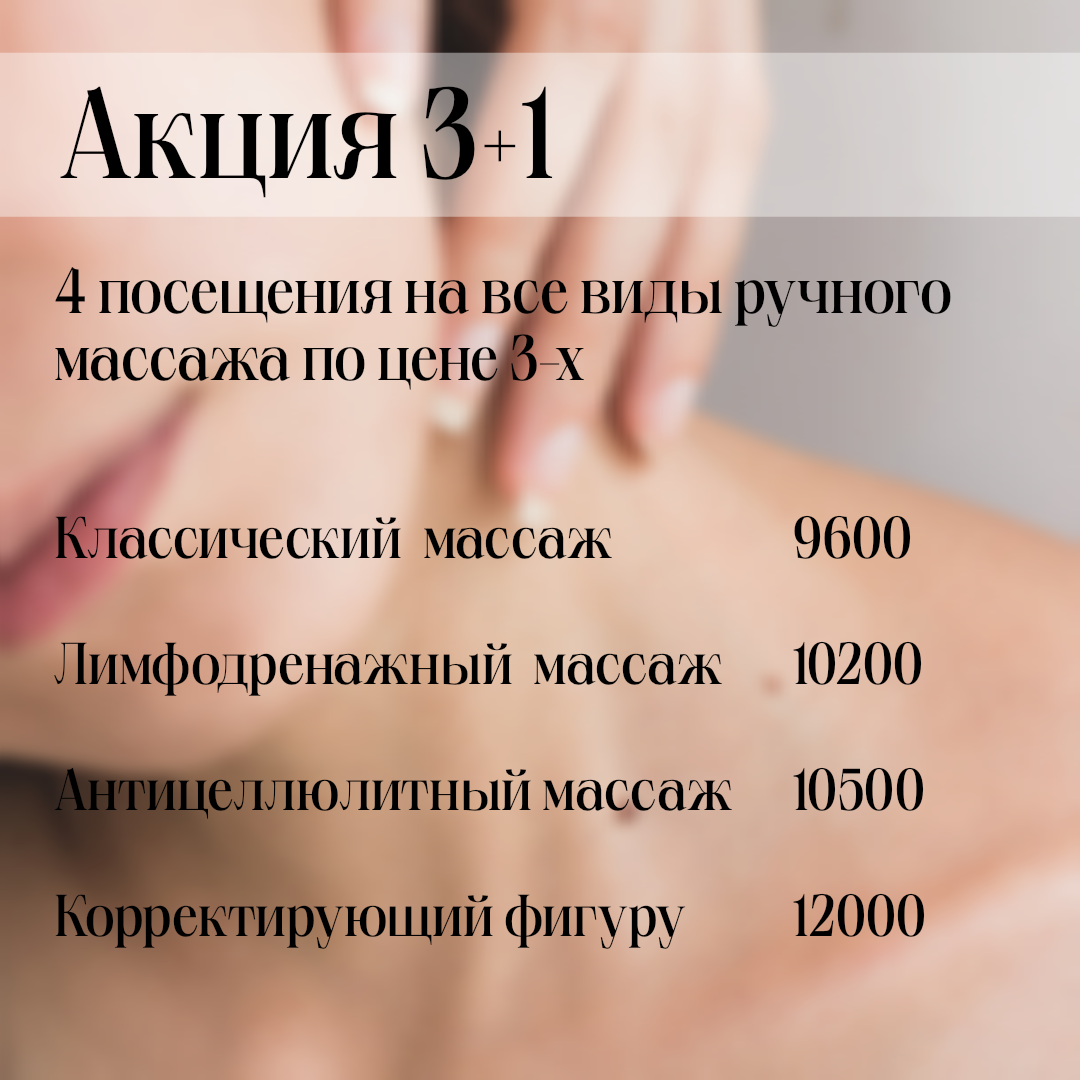 Акция 3+1
4 посещения на все виды ручного
массажа по цене 3-х
Классический массаж 9600
Лимфодренажный массаж 10200
Антицеллюлитный массаж 10500
Корректирующий фигуру 12000